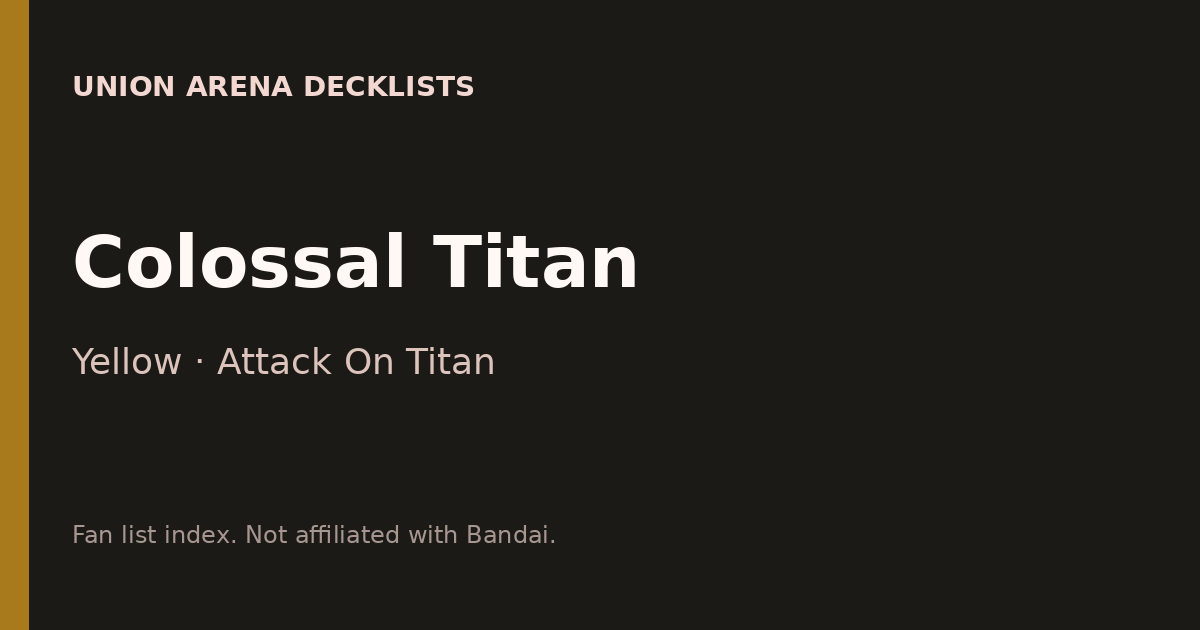 UNION ARENA DECKLISTS
Colossal Titan
Yellow · Attack On Titan
Fan list index. Not affiliated with Bandai.